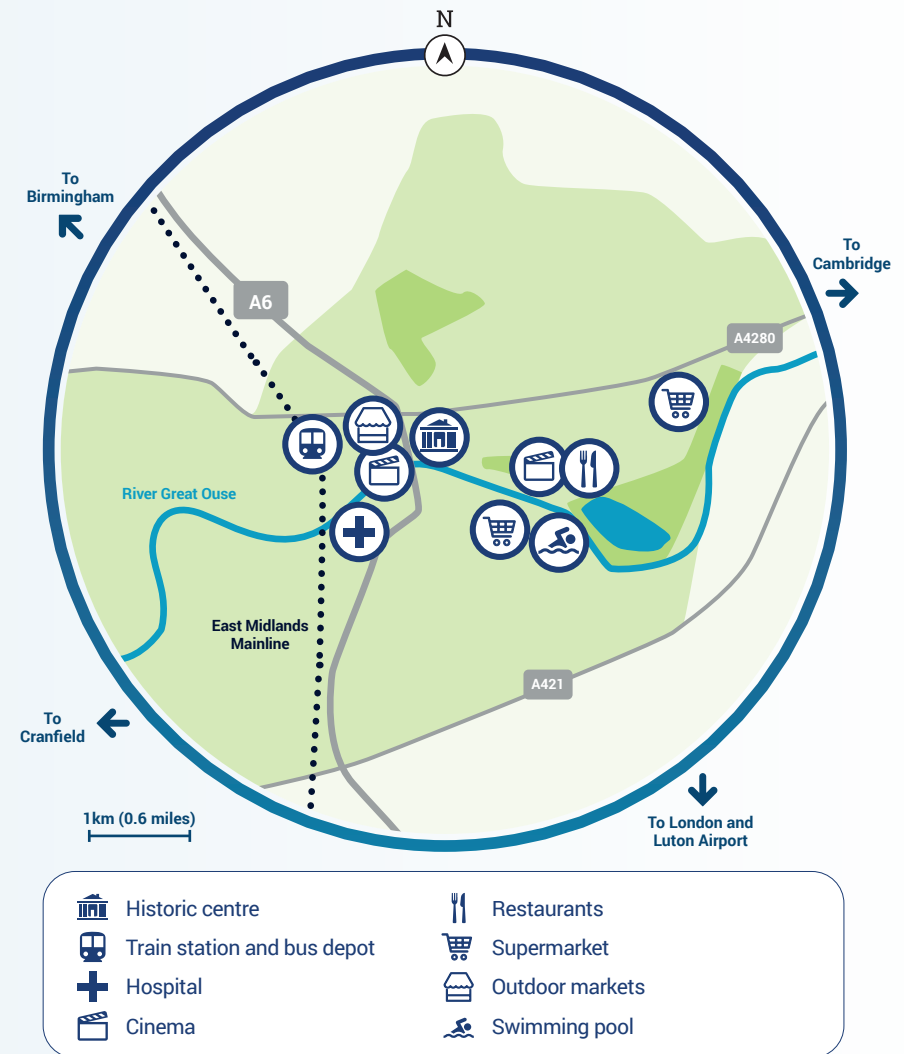 N
To
Birmingham
To
Cambridge
A6
A4280
River Great Ouse
East Midlands
Mainline
A421
To
Cranfield
1km (0.6 miles)
To London and
Luton Airport
Historic centre
Train station and bus depot
Hospital
Cinema
Restaurants
Supermarket
Outdoor markets
Swimming pool